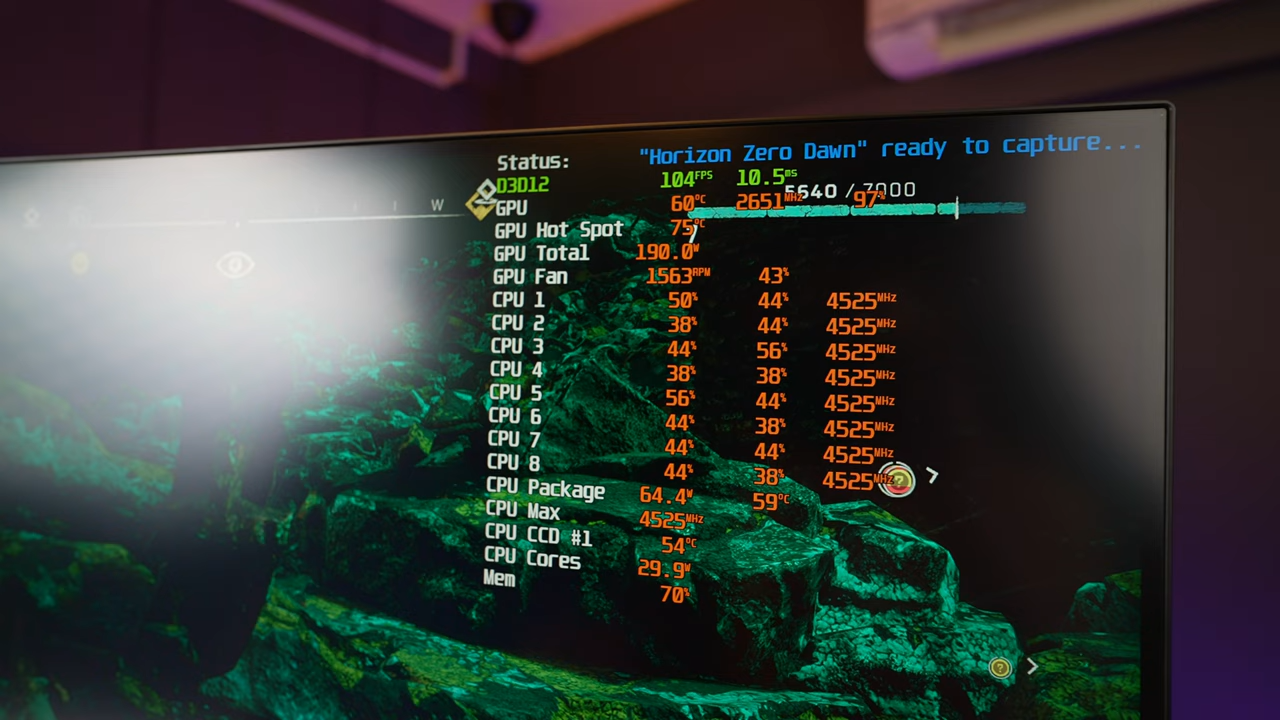 Status: "Horizon Zero Dawn" ready to capture...
D3D12 104FPS 10.5ms
5640 / 7000
W
GPU 60°C 2651MHz 97%
GPU Hot Spot 75°C
GPU Total 190.0W
GPU Fan 1563RPM 43%
CPU 1 50% 44% 4525MHz
CPU 2 38% 44% 4525MHz
CPU 3 44% 56% 4525MHz
CPU 4 38% 38% 4525MHz
CPU 5 56% 44% 4525MHz
CPU 6 44% 38% 4525MHz
CPU 7 44% 44% 4525MHz
CPU 8 44% 38% 4525MHz
CPU Package 64.4W 59°C
CPU Max 4525MHz
CPU CCD #1 54°C
CPU Cores 29.9W
Mem 70%